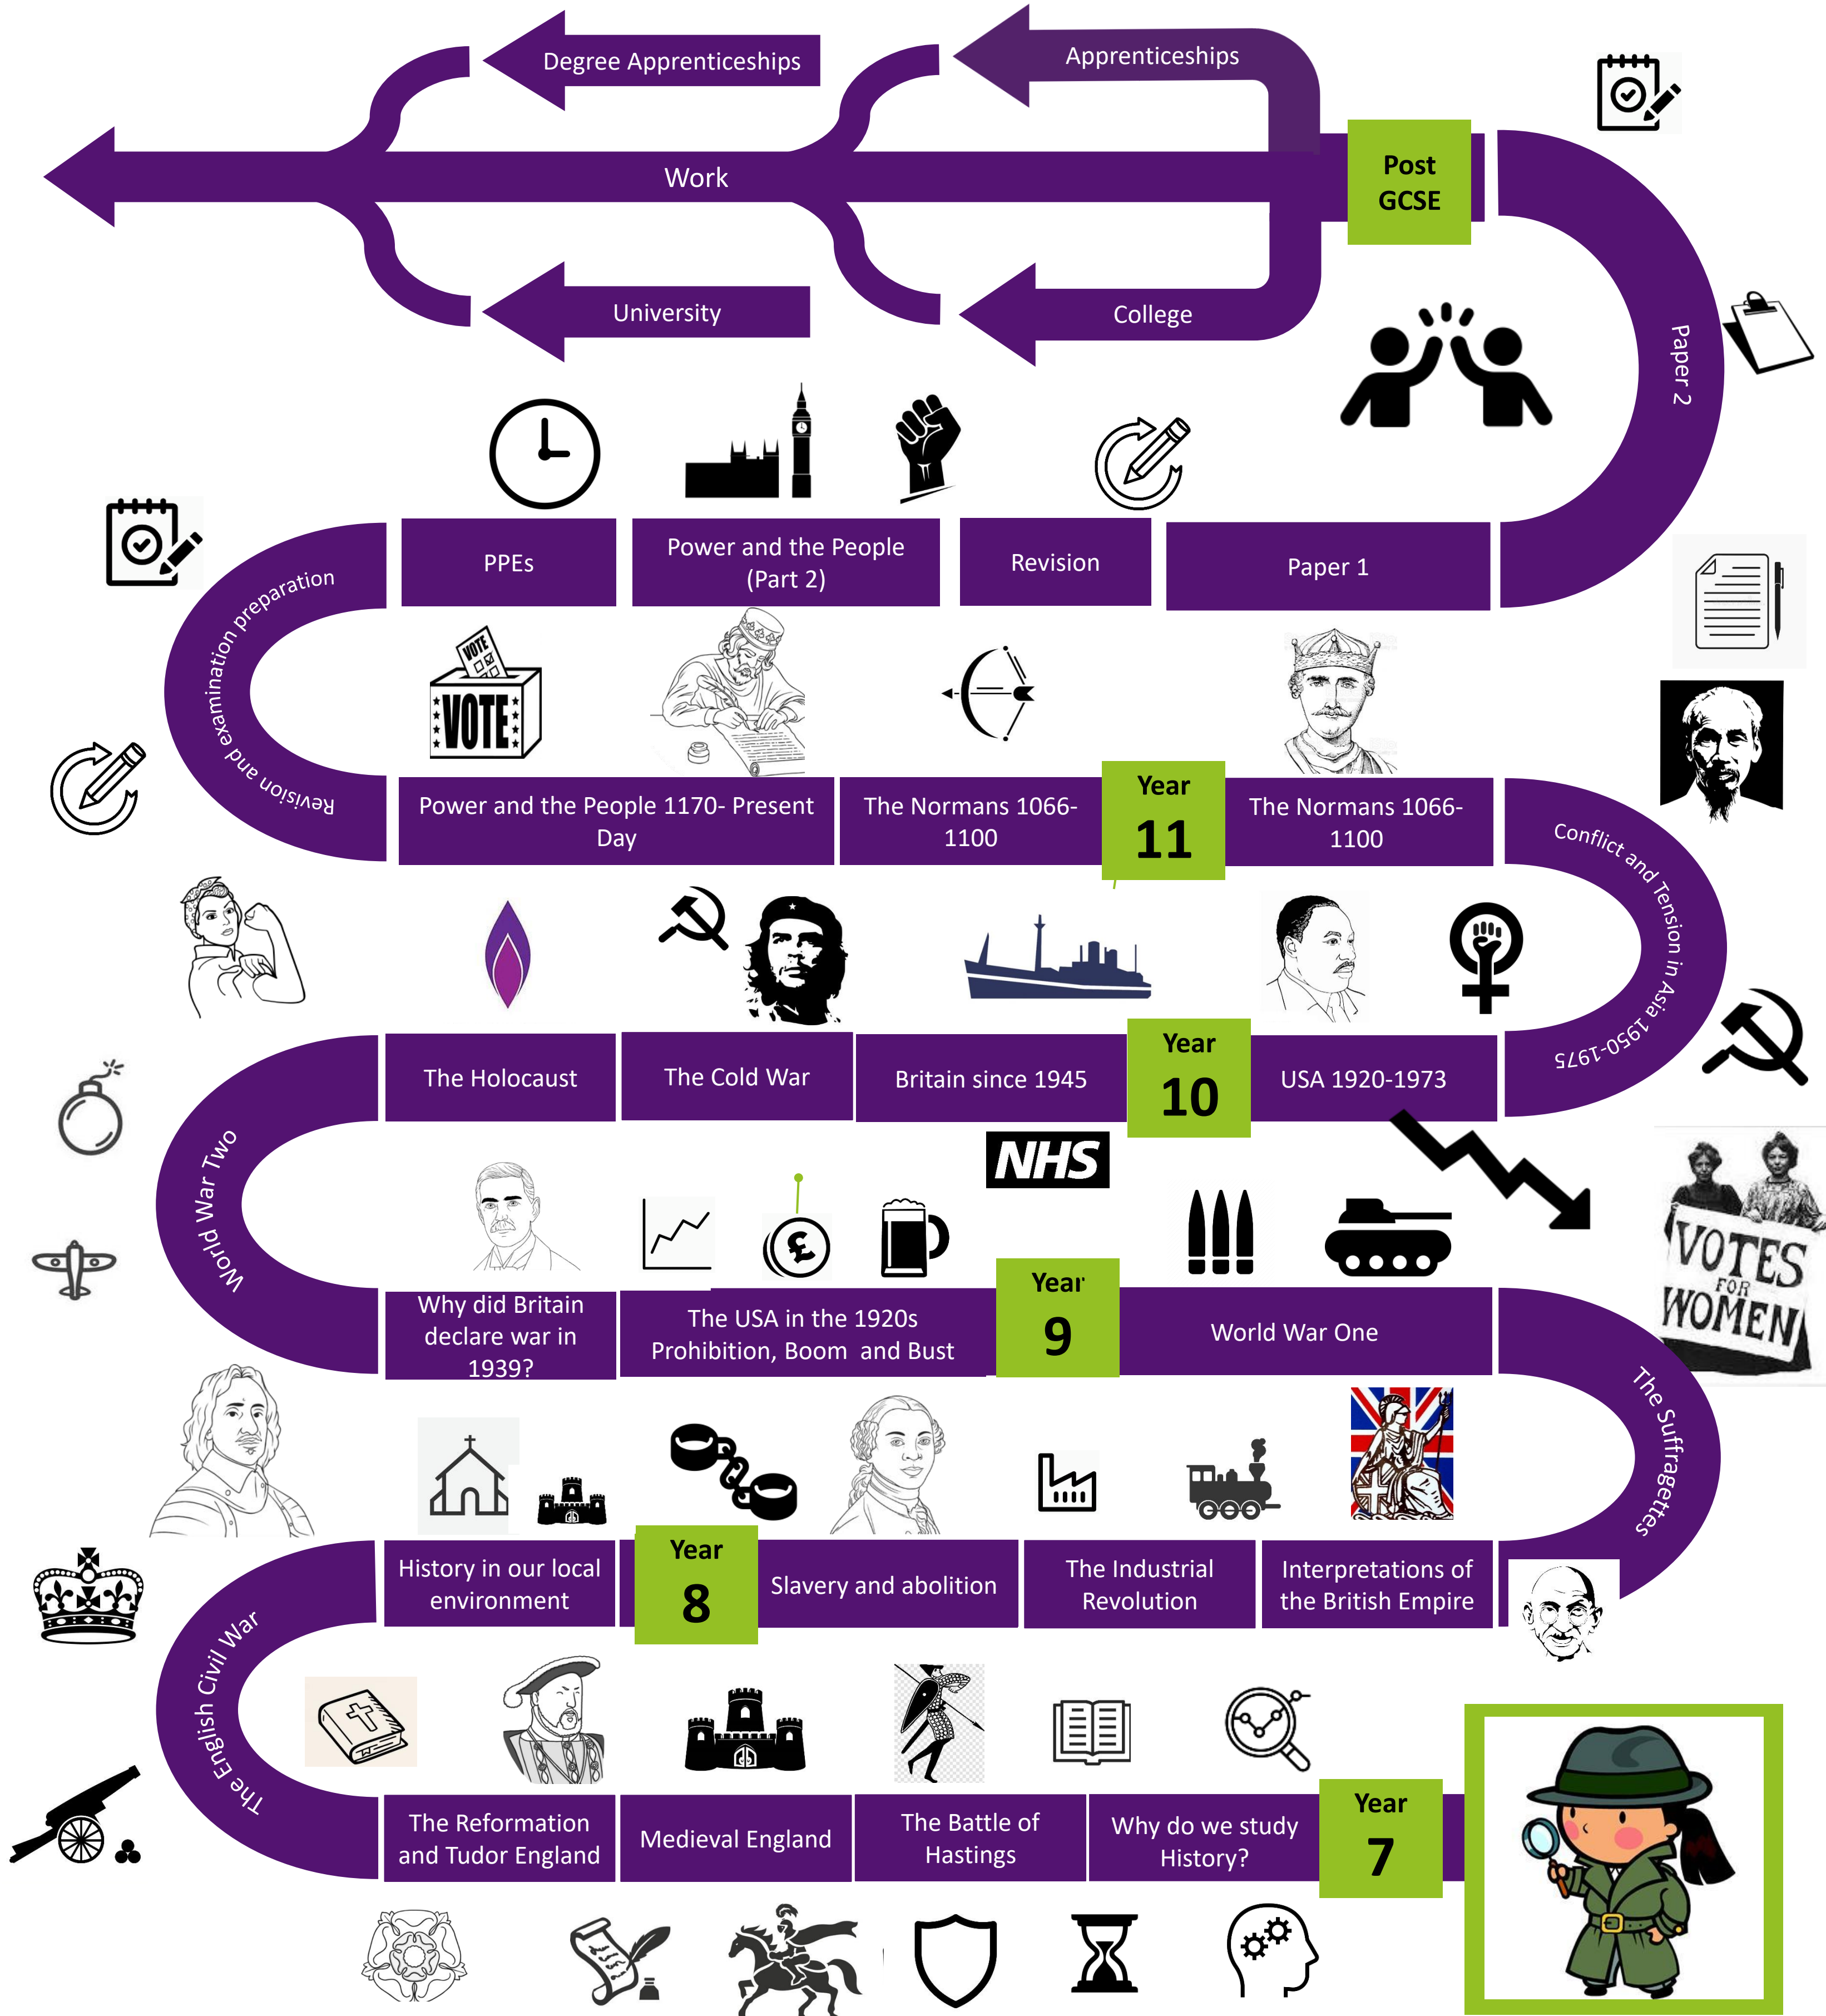 Degree Apprenticeships
Apprenticeships
Work
Post
GCSE
University
College
Paper 2
PPEs
Power and the People
(Part 2)
Revision
Paper 1
Revision and examination preparation
VOTE
VOTE
Power and the People 1170- Present
Day
The Normans 1066-
1100
Year
11
The Normans 1066-
1100
Conflict and Tension in Asia 1950-1975
The Holocaust
The Cold War
Britain since 1945
Year
10
USA 1920-1973
World War Two
NHS
VOTES
FOR
WOMEN
Why did Britain
declare war in
1939?
The USA in the 1920s
Prohibition, Boom  and Bust
Year
9
World War One
The Suffragettes
History in our local
environment
Year
8
Slavery and abolition
The Industrial
Revolution
Interpretations of
the British Empire
The English Civil War
The Reformation
and Tudor England
Medieval England
The Battle of
Hastings
Why do we study
History?
Year
7